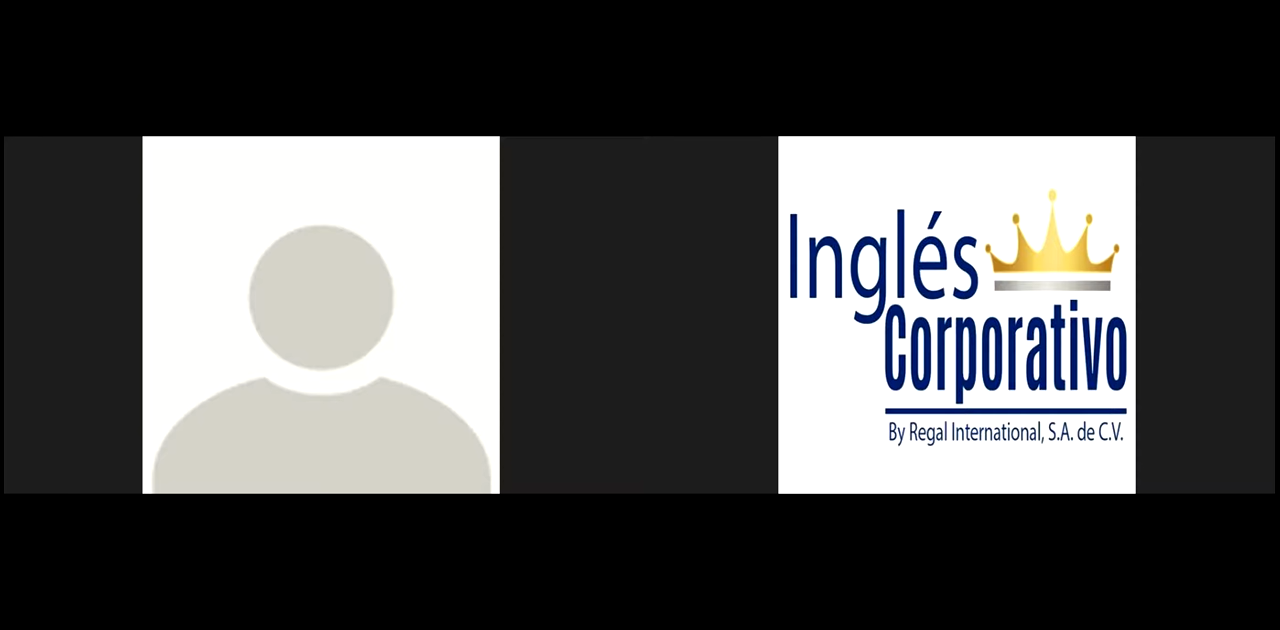 Inglés
Corporativo
By Regal International, S.A. de C.V.